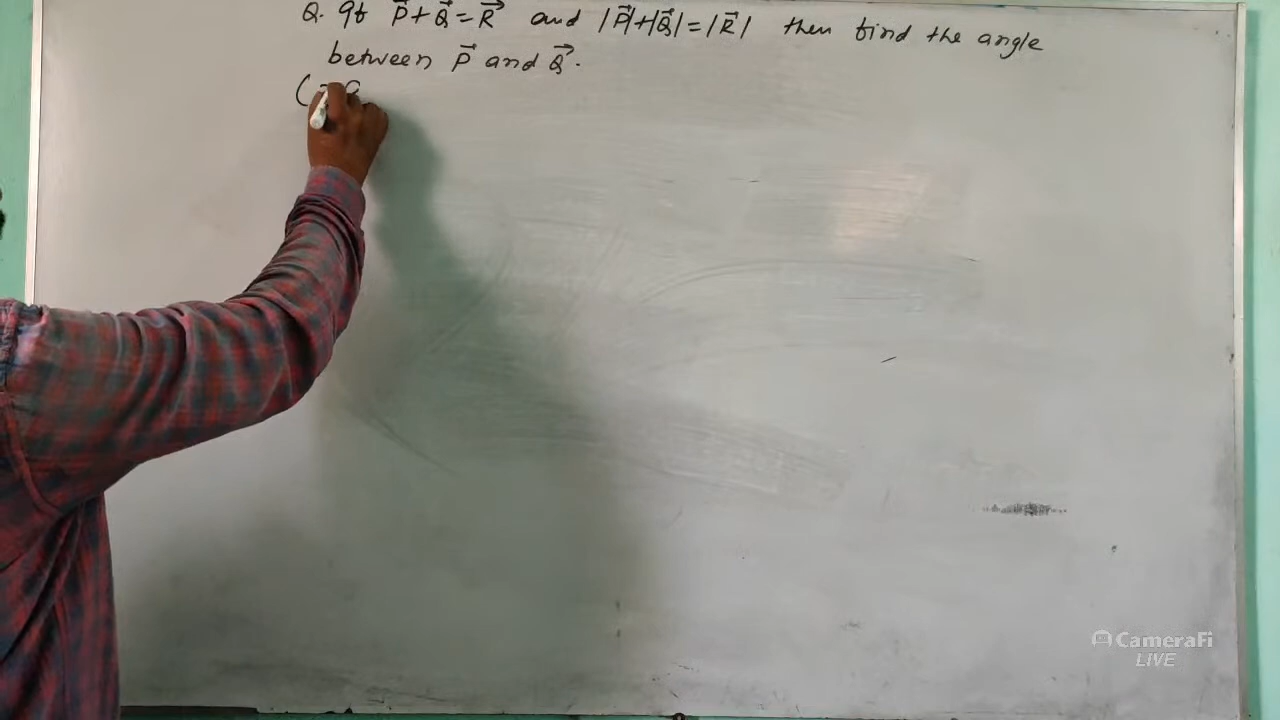 Q. If P⃗ + Q⃗ = R⃗ and |P⃗|+|Q⃗| = |R⃗| then find the angle
between P⃗ and Q⃗.
CameraFi
LIVE